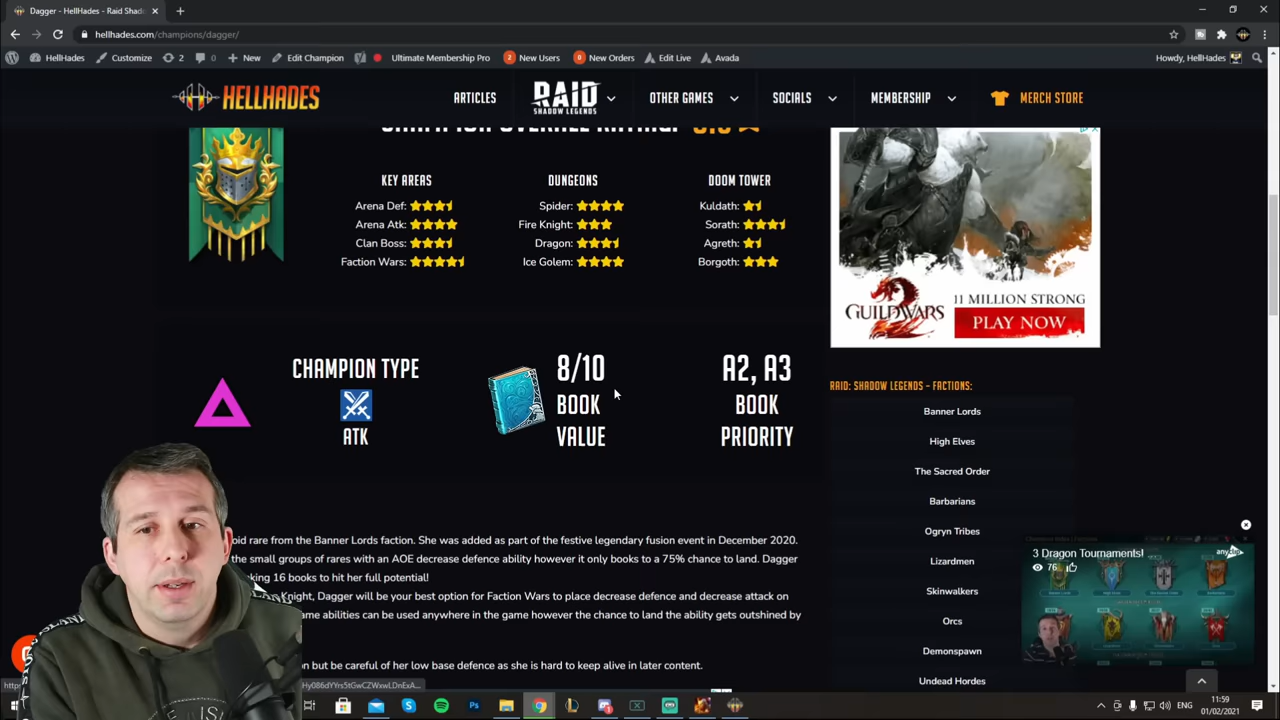 Dagger - HellHades - Raid Shad
hellhades.com/champions/dagger/
HellHades Customize 2 0 New Edit Champion Ultimate Membership Pro 2 New Users 0 New Orders Edit Live Avada Howdy, HellHades
HELLHADES ARTICLES RAID SHADOW LEGENDS OTHER GAMES SOCIALS MEMBERSHIP MERCH STORE
CHAMPION OVERALL RATING:
KEY AREAS DUNGEONS DOOM TOWER
Arena Def: Spider: Kuldath:
Arena Atk: Fire Knight: Sorath:
Clan Boss: Dragon: Agreth:
Faction Wars: Ice Golem: Borgoth:
GUILDWARS 2 11 MILLION STRONG
PLAY NOW
CHAMPION TYPE
ATK
8/10
BOOK
VALUE
A2, A3
BOOK
PRIORITY
RAID: SHADOW LEGENDS – FACTIONS:
Banner Lords
High Elves
The Sacred Order
Barbarians
Ogryn Tribes
Lizardmen
Skinwalkers
Orcs
Demonspawn
Undead Hordes
rare from the Banner Lords faction. She was added as part of the festive legendary fusion event in December 2020.
the small groups of rares with an AOE decrease defence ability however it only books to a 75% chance to land. Dagger
16 books to hit her full potential!
Knight, Dagger will be your best option for Faction Wars to place decrease defence and decrease attack on
abilities can be used anywhere in the game however the chance to land the ability gets outshined by
but be careful of her low base defence as she is hard to keep alive in later content.
3 Dragon Tournaments!
76
11:59
ENG
01/02/2021